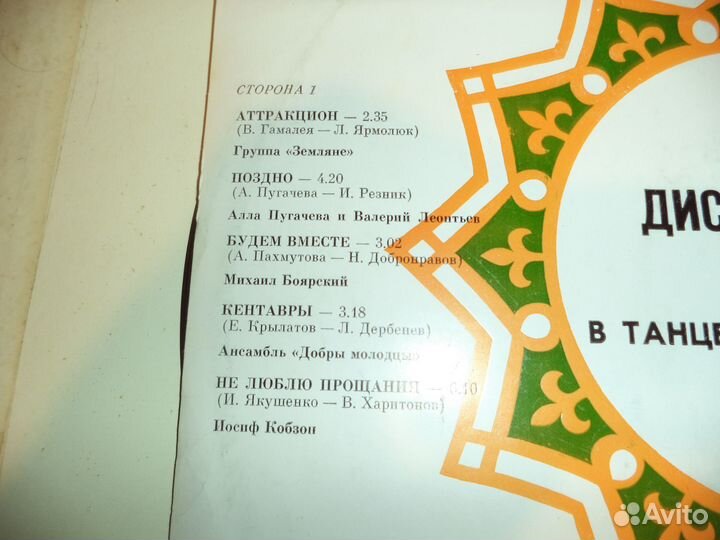 СТОРОНА 1
АТТРАКЦИОН — 2.35
(В. Гамалея — Л. Ярмолюк)
Группа «Земляне»
ПОЗДНО — 4.20
(А. Пугачева — И. Резник)
Алла Пугачева и Валерий Леонтьев
БУДЕМ ВМЕСТЕ — 3.02
(А. Пахмутова — Н. Добронравов)
Михаил Боярский
КЕНТАВРЫ — 3.18
(Е. Крылатов — Л. Дербенев)
Ансамбль «Добры молодцы»
НЕ ЛЮБЛЮ ПРОЩАНИЯ —
(И. Якушенко — В. Харитонов)
Иосиф Кобзон
ДИС
В ТАНЦЕ
Avito